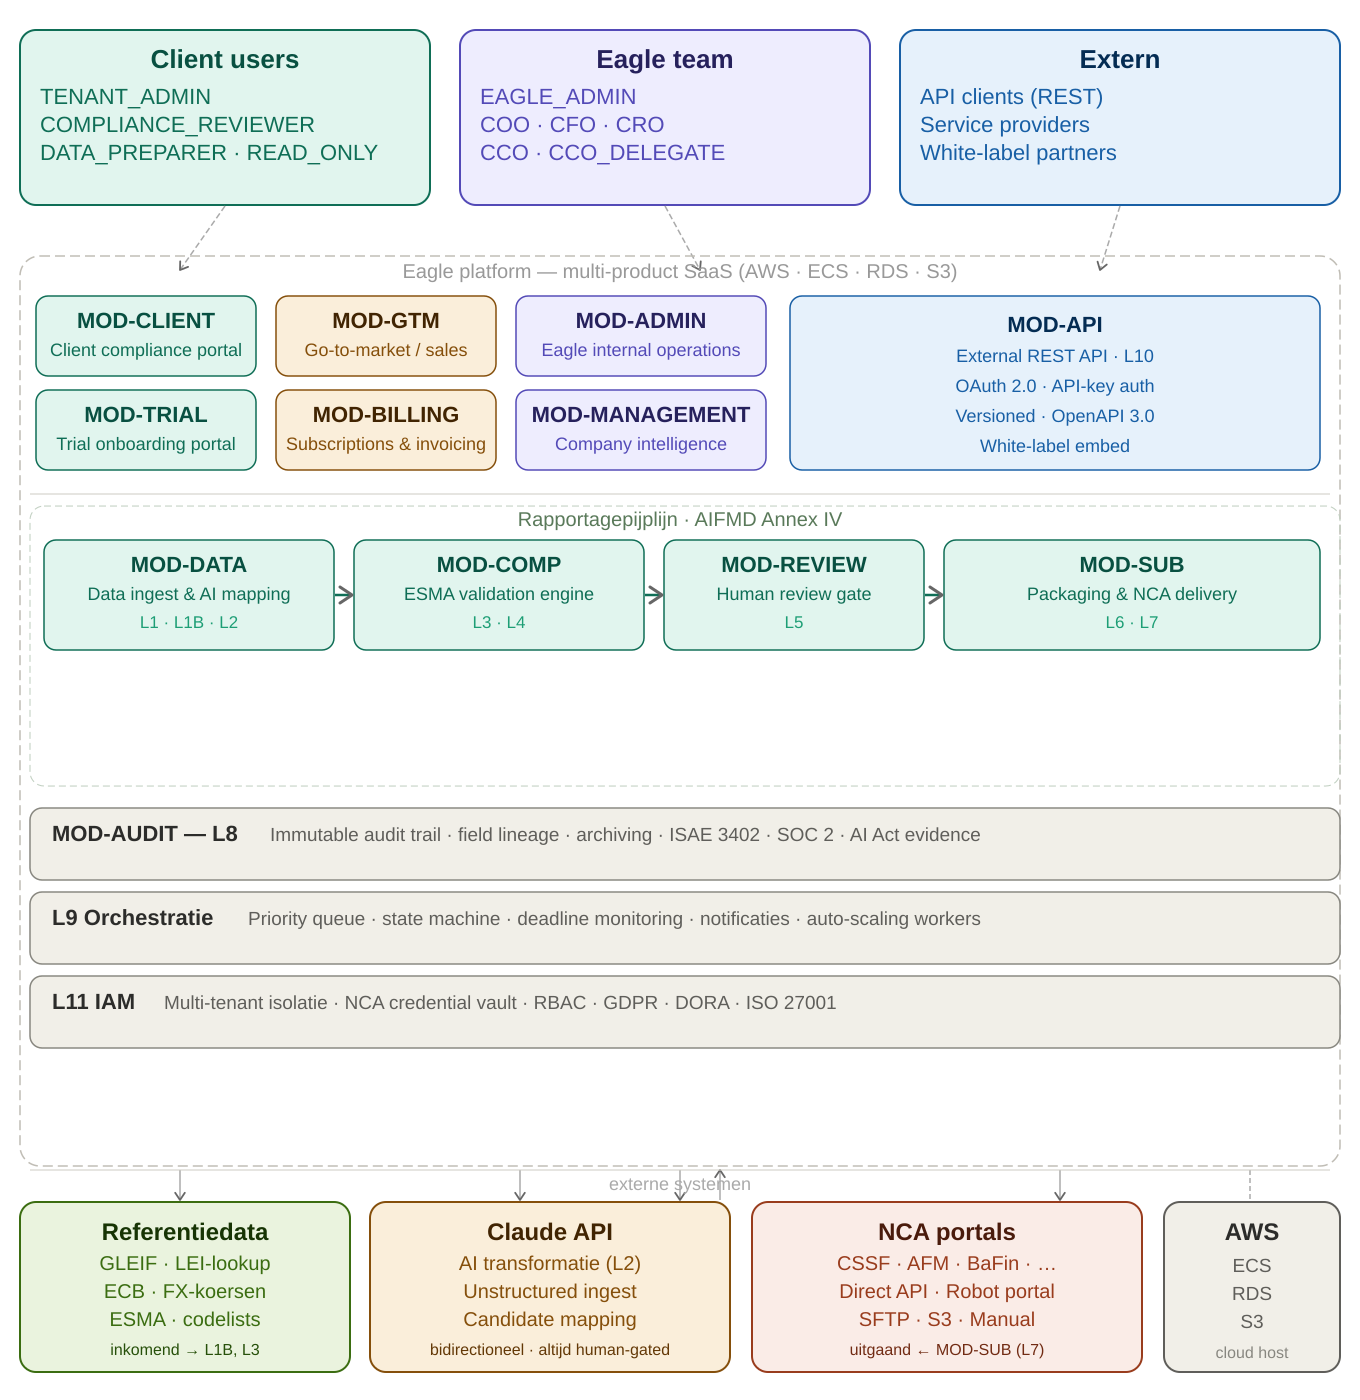 Client users
TENANT_ADMIN
COMPLIANCE_REVIEWER
DATA_PREPARER · READ_ONLY
Eagle team
EAGLE_ADMIN
COO · CFO · CRO
CCO · CCO_DELEGATE
Extern
API clients (REST)
Service providers
White-label partners
Eagle platform — multi-product SaaS (AWS · ECS · RDS · S3)
MOD-CLIENT
Client compliance portal
MOD-GTM
Go-to-market / sales
MOD-ADMIN
Eagle internal operations
MOD-API
External REST API · L10
OAuth 2.0 · API-key auth
Versioned · OpenAPI 3.0
White-label embed
MOD-TRIAL
Trial onboarding portal
MOD-BILLING
Subscriptions & invoicing
MOD-MANAGEMENT
Company intelligence
Rapportagepijplijn · AIFMD Annex IV
MOD-DATA
Data ingest & AI mapping
L1 · L1B · L2
MOD-COMP
ESMA validation engine
L3 · L4
MOD-REVIEW
Human review gate
L5
MOD-SUB
Packaging & NCA delivery
L6 · L7
MOD-AUDIT — L8 Immutable audit trail · field lineage · archiving · ISAE 3402 · SOC 2 · AI Act evidence
L9 Orchestratie Priority queue · state machine · deadline monitoring · notificaties · auto-scaling workers
L11 IAM Multi-tenant isolatie · NCA credential vault · RBAC · GDPR · DORA · ISO 27001
externe systemen
Referentiedata
GLEIF · LEI-lookup
ECB · FX-koersen
ESMA · codelists
inkomend → L1B, L3
Claude API
AI transformatie (L2)
Unstructured ingest
Candidate mapping
bidirectioneel · altijd human-gated
NCA portals
CSSF · AFM · BaFin · …
Direct API · Robot portal
SFTP · S3 · Manual
uitgaand ← MOD-SUB (L7)
AWS
ECS
RDS
S3
cloud host